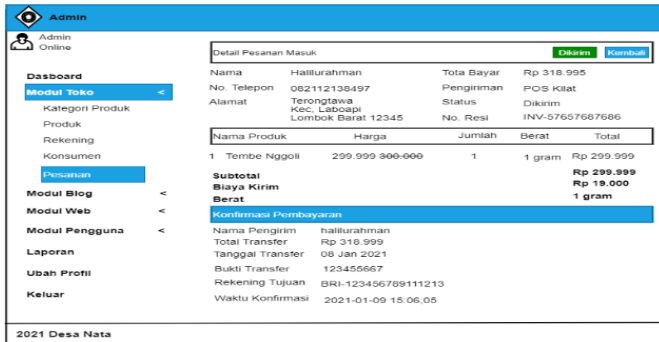 Admin
Admin
Online
Dasboard
Modul Toko <
Kategori Produk
Produk
Rekening
Konsumen
Pesanan
Modul Blog <
Modul Web <
Modul Pengguna <
Laporan
Ubah Profil
Keluar
Detail Pesanan Masuk Dikirim Kembali
Nama Halilurahman Tota Bayar Rp 318.995
No. Telepon 082112138497 Pengiriman POS Kilat
Alamat Terongtawa Status Dikirim
Kec, Laboapi
Lombok Barat 12345 No. Resi INV-57657687686
Nama Produk Harga Jumlah Berat Total
1 Tembe Nggoli 299.999 300.000 1 1 gram Rp 299.999
Subtotal Rp 299.999
Biaya Kirim Rp 19.000
Berat 1 gram
Konfirmasi Pembayaran
Nama Pengirim halilurahman
Total Transfer Rp 318.999
Tanggal Transfer 08 Jan 2021
Bukti Transfer 123455667
Rekening Tujuan BRI-123456789111213
Waktu Konfirmasi 2021-01-09 15:06;05
2021 Desa Nata